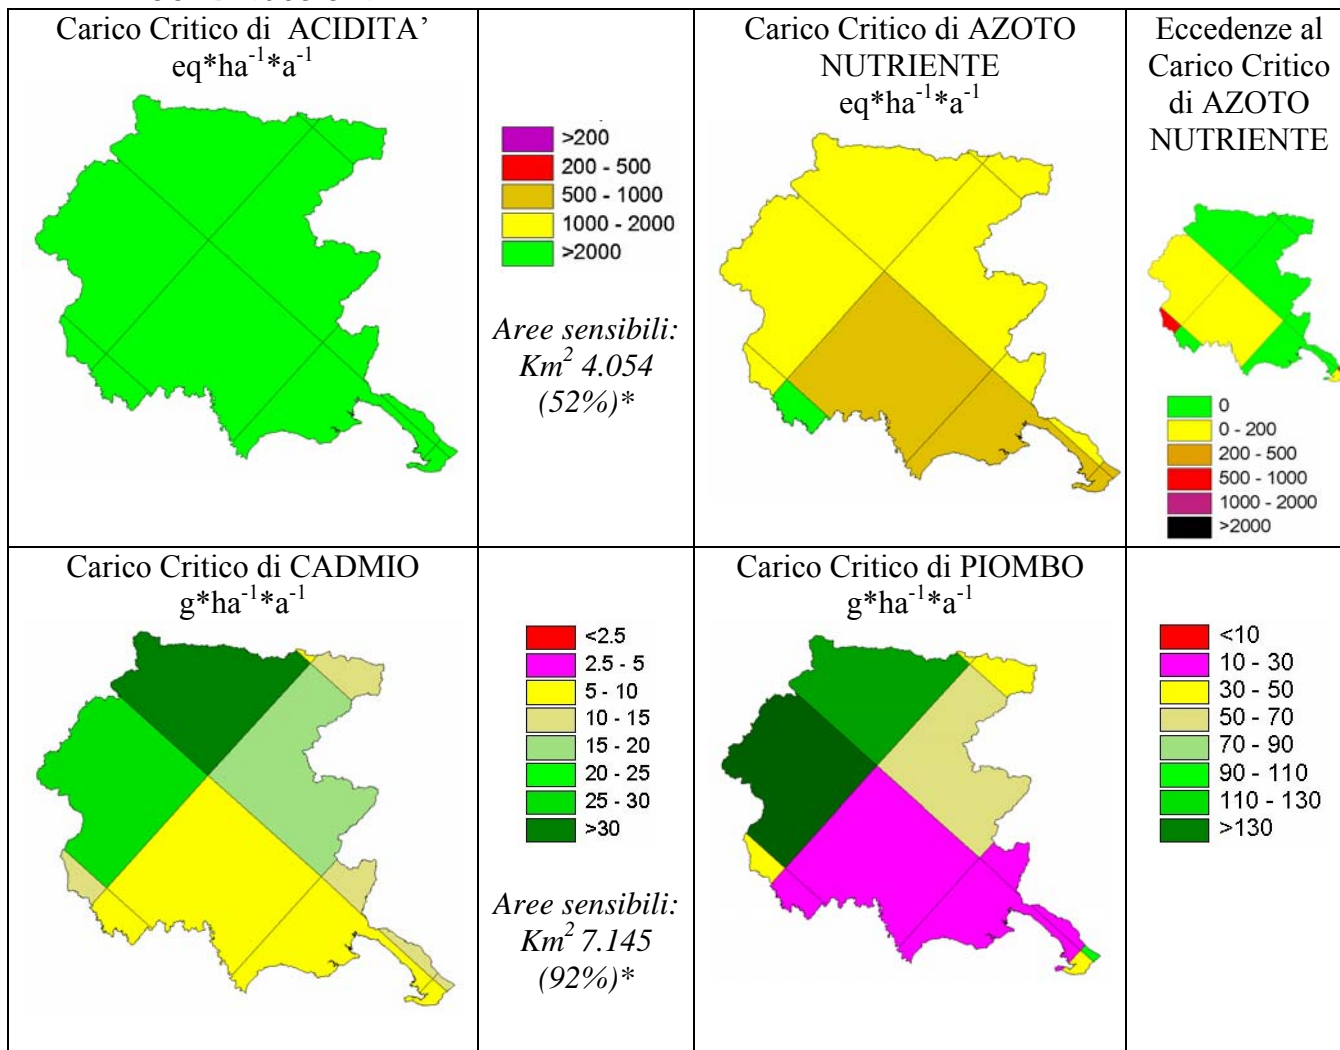 Carico Critico di ACIDITA’
eq*ha-1*a-1
>200
200 - 500
500 - 1000
1000 - 2000
>2000
Aree sensibili:
Km2 4.054
(52%)*
Carico Critico di AZOTO
NUTRIENTE
eq*ha-1*a-1
Eccedenze al
Carico Critico
di AZOTO
NUTRIENTE
0
0 - 200
200 - 500
500 - 1000
1000 - 2000
>2000
Carico Critico di CADMIO
g*ha-1*a-1
<2.5
2.5 - 5
5 - 10
10 - 15
15 - 20
20 - 25
25 - 30
>30
Aree sensibili:
Km2 7.145
(92%)*
Carico Critico di PIOMBO
g*ha-1*a-1
<10
10 - 30
30 - 50
50 - 70
70 - 90
90 - 110
110 - 130
>130